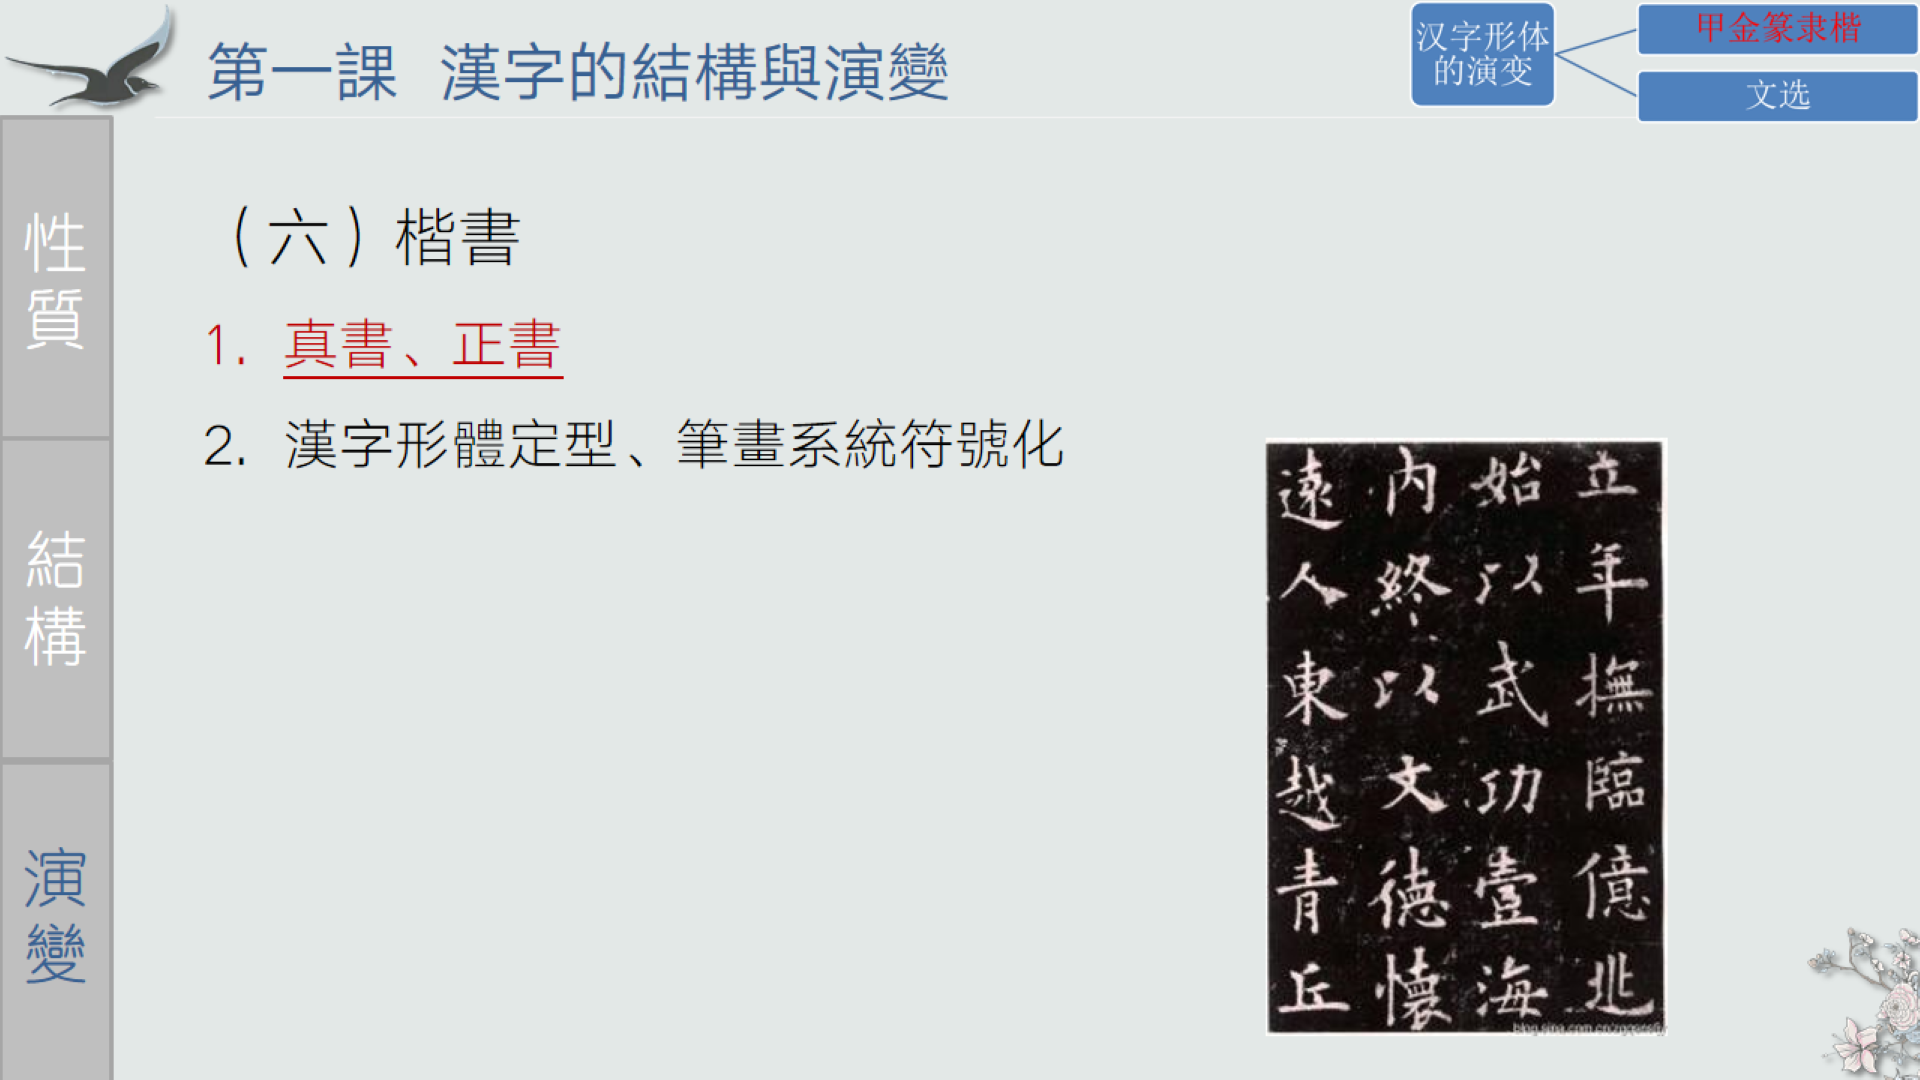 第一課 漢字的結構與演變
汉字形体
的演变
甲金篆隶楷
文选
性
質
結
構
演
變
（六）楷書
1. 真書、正書
2. 漢字形體定型、筆畫系統符號化
立年撫臨億兆
始以武功壹海
内終以文德懷
遠人東越青丘